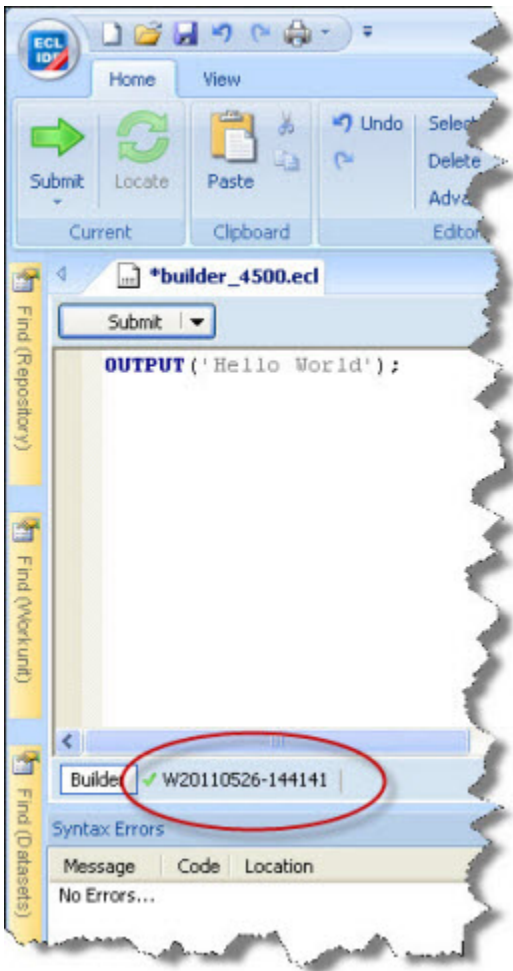 ECL
IDE
Home View
Submit Locate Paste Undo Select
Delete
Adva
Current Clipboard Editor
*builder_4500.ecl
Submit
OUTPUT('Hello World');
Find (Repository)
Find (Workunit)
Find (Datasets)
Builder W20110526-144141
Syntax Errors
Message Code Location
No Errors...